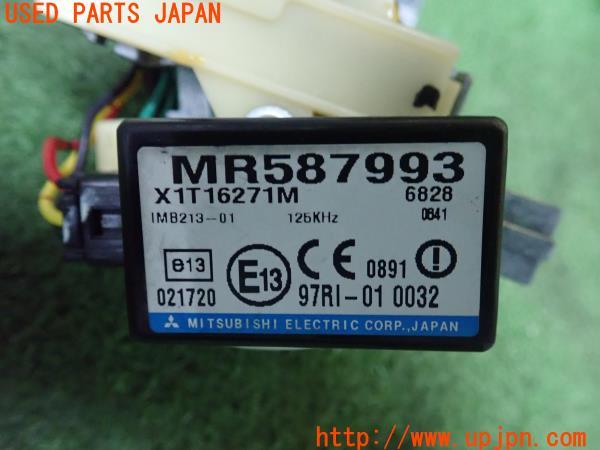 USED PARTS JAPAN
MR587993
X1T16271M 6828
IMB213-01 125KHz 0841
e13 E13 CE 0891
021720 97RI-01 0032
MITSUBISHI ELECTRIC CORP., JAPAN
http://www.upjpn.com/